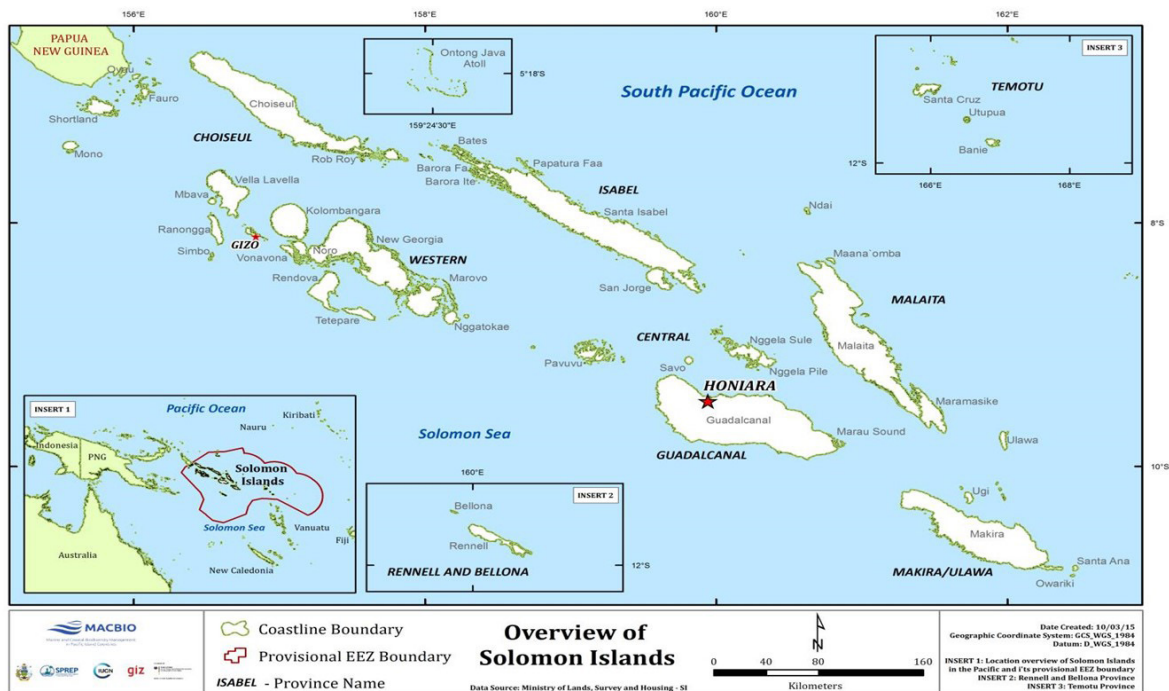 156°E
158°E
160°E
162°E
PAPUA
NEW GUINEA
Fauro
Shortland
Mono
Choiseul
CHOISEUL
Rob Roy
Ontong Java
Atoll
5°18'S
159°24'30"E
South Pacific Ocean
INSERT 3
TEMOTU
Santa Cruz
Utupua
Banie
12°S
166°E
168°E
Bates
Papatura Faa
Barora Fa
Barora Ite
ISABEL
Santa Isabel
San Jorge
Vella Lavella
Mbava
Ranongga
Simbo
GIZO
Kolombangara
Vonavona
Noro
New Georgia
WESTERN
Rendova
Marovo
Tetepare
Nggatokae
Ndai
8°S
Maana`omba
MALAITA
Malaita
Maramasike
CENTRAL
Nggela Sule
Nggela Pile
Pavuvu
Savo
HONIARA
Guadalcanal
Marau Sound
GUADALCANAL
Ulawa
10°S
Ugi
Makira
Santa Ana
Owariki
MAKIRA/ULAWA
Solomon Sea
INSERT 1
Pacific Ocean
Kiribati
Nauru
Indonesia
PNG
Solomon
Islands
Solomon Sea
Vanuatu
Fiji
Australia
New Caledonia
160°E
INSERT 2
Bellona
Rennell
12°S
RENNELL AND BELLONA
MACBIO
SPREP
IUCN
giz
Coastline Boundary
Provisional EEZ Boundary
ISABEL - Province Name
Overview of
Solomon Islands
Data Source: Ministry of Lands, Survey and Housing - SI
N
0 40 80 160
Kilometers
Date Created: 10/03/15
Geographic Coordinate System: GCS_WGS_1984
Datum: D_WGS_1984
INSERT 1: Location overview of Solomon Islands
in the Pacific and i'ts provisional EEZ boundary
INSERT 2: Rennell and Bellona Province
INSERT 3: Temotu Province